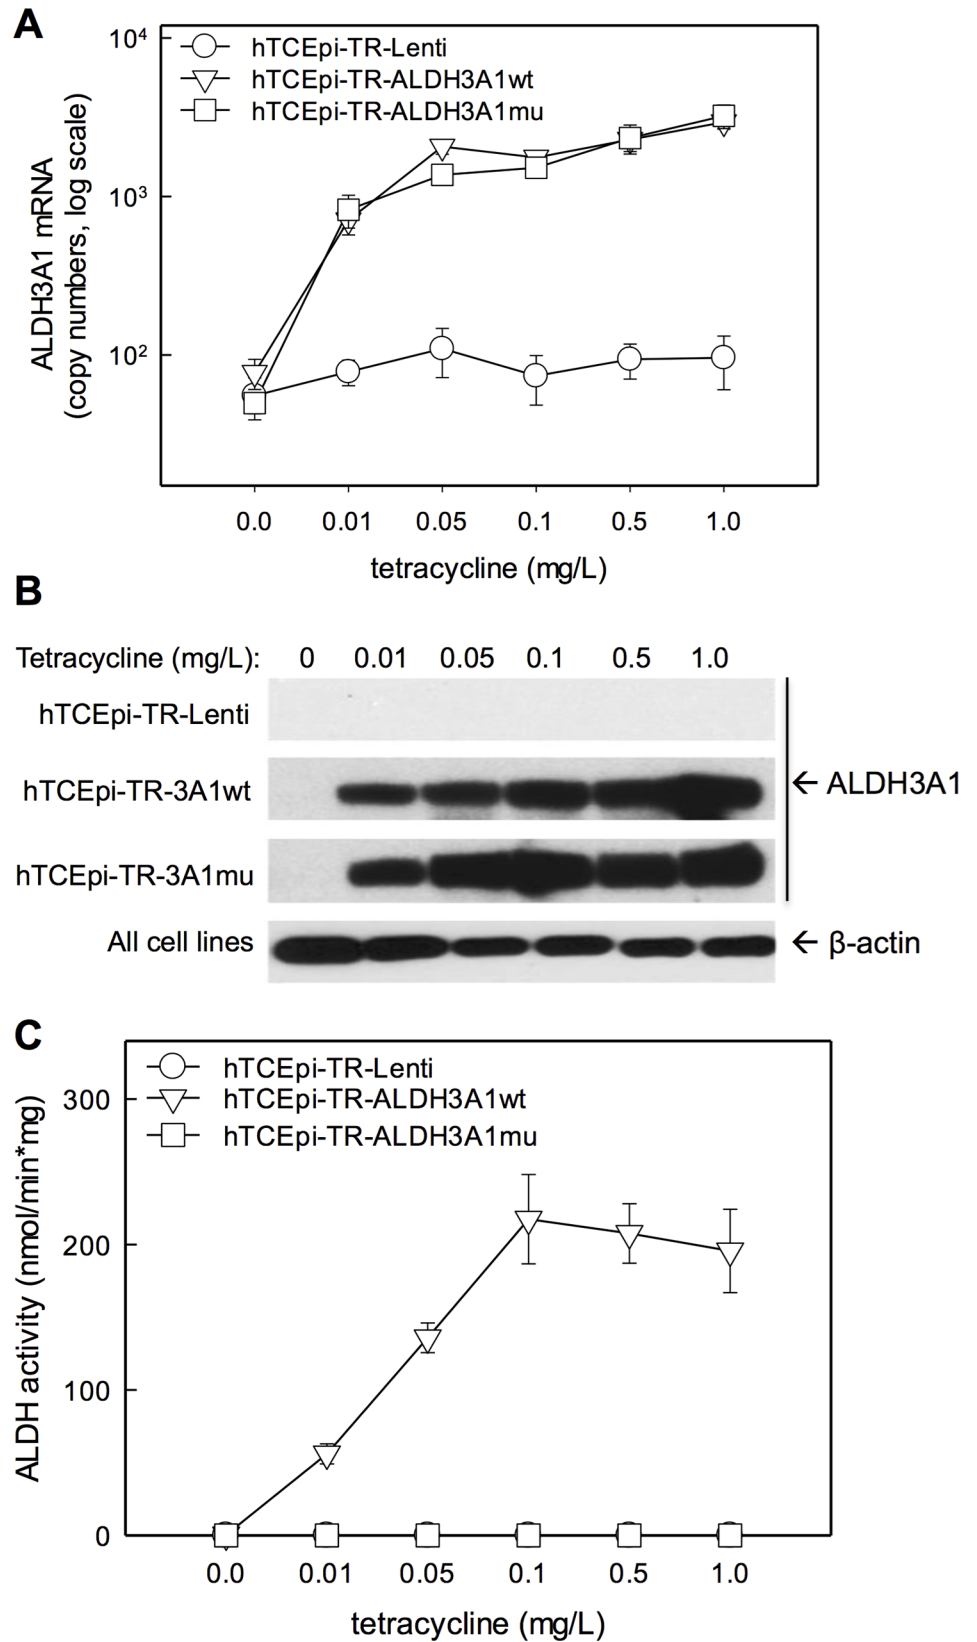 A
10⁴
hTCEpi-TR-Lenti
hTCEpi-TR-ALDH3A1wt
hTCEpi-TR-ALDH3A1mu
10³
10²
ALDH3A1 mRNA
(copy numbers, log scale)
0.0 0.01 0.05 0.1 0.5 1.0
tetracycline (mg/L)
B
Tetracycline (mg/L): 0 0.01 0.05 0.1 0.5 1.0
hTCEpi-TR-Lenti
hTCEpi-TR-3A1wt
← ALDH3A1
hTCEpi-TR-3A1mu
All cell lines ← β-actin
C
hTCEpi-TR-Lenti
hTCEpi-TR-ALDH3A1wt
hTCEpi-TR-ALDH3A1mu
300
200
100
0
ALDH activity (nmol/min*mg)
0.0 0.01 0.05 0.1 0.5 1.0
tetracycline (mg/L)